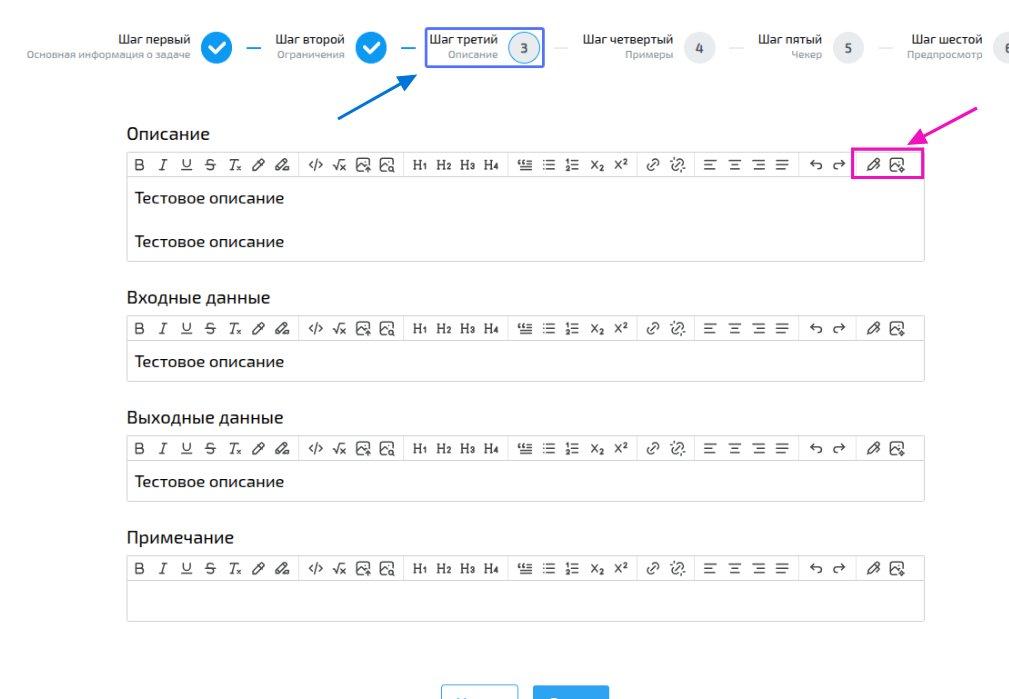 Шаг первый
Основная информация о задаче
Шаг второй
Ограничения
Шаг третий
Описание
3
Шаг четвертый
Примеры
4
Шаг пятый
Чекер
5
Шаг шестой
Предпросмотр
6
Описание
B I U S Tx H1 H2 H3 H4 X2 X²
Тестовое описание
Тестовое описание
Входные данные
B I U S Tx H1 H2 H3 H4 X2 X²
Тестовое описание
Выходные данные
B I U S Tx H1 H2 H3 H4 X2 X²
Тестовое описание
Примечание
B I U S Tx H1 H2 H3 H4 X2 X²